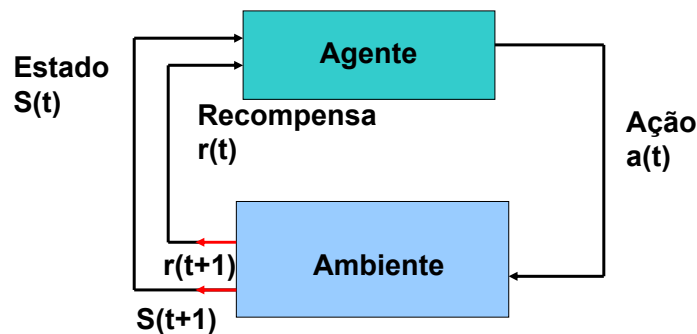 Agente
Estado
S(t)
Recompensa
r(t)
Ação
a(t)
Ambiente
r(t+1)
S(t+1)